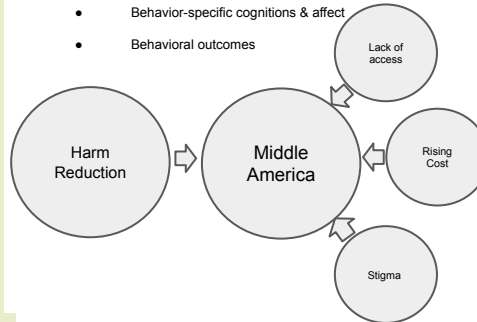 ● Behavior-specific cognitions & affect
● Behavioral outcomes
Lack of
access
Harm
Reduction
Middle
America
Rising
Cost
Stigma